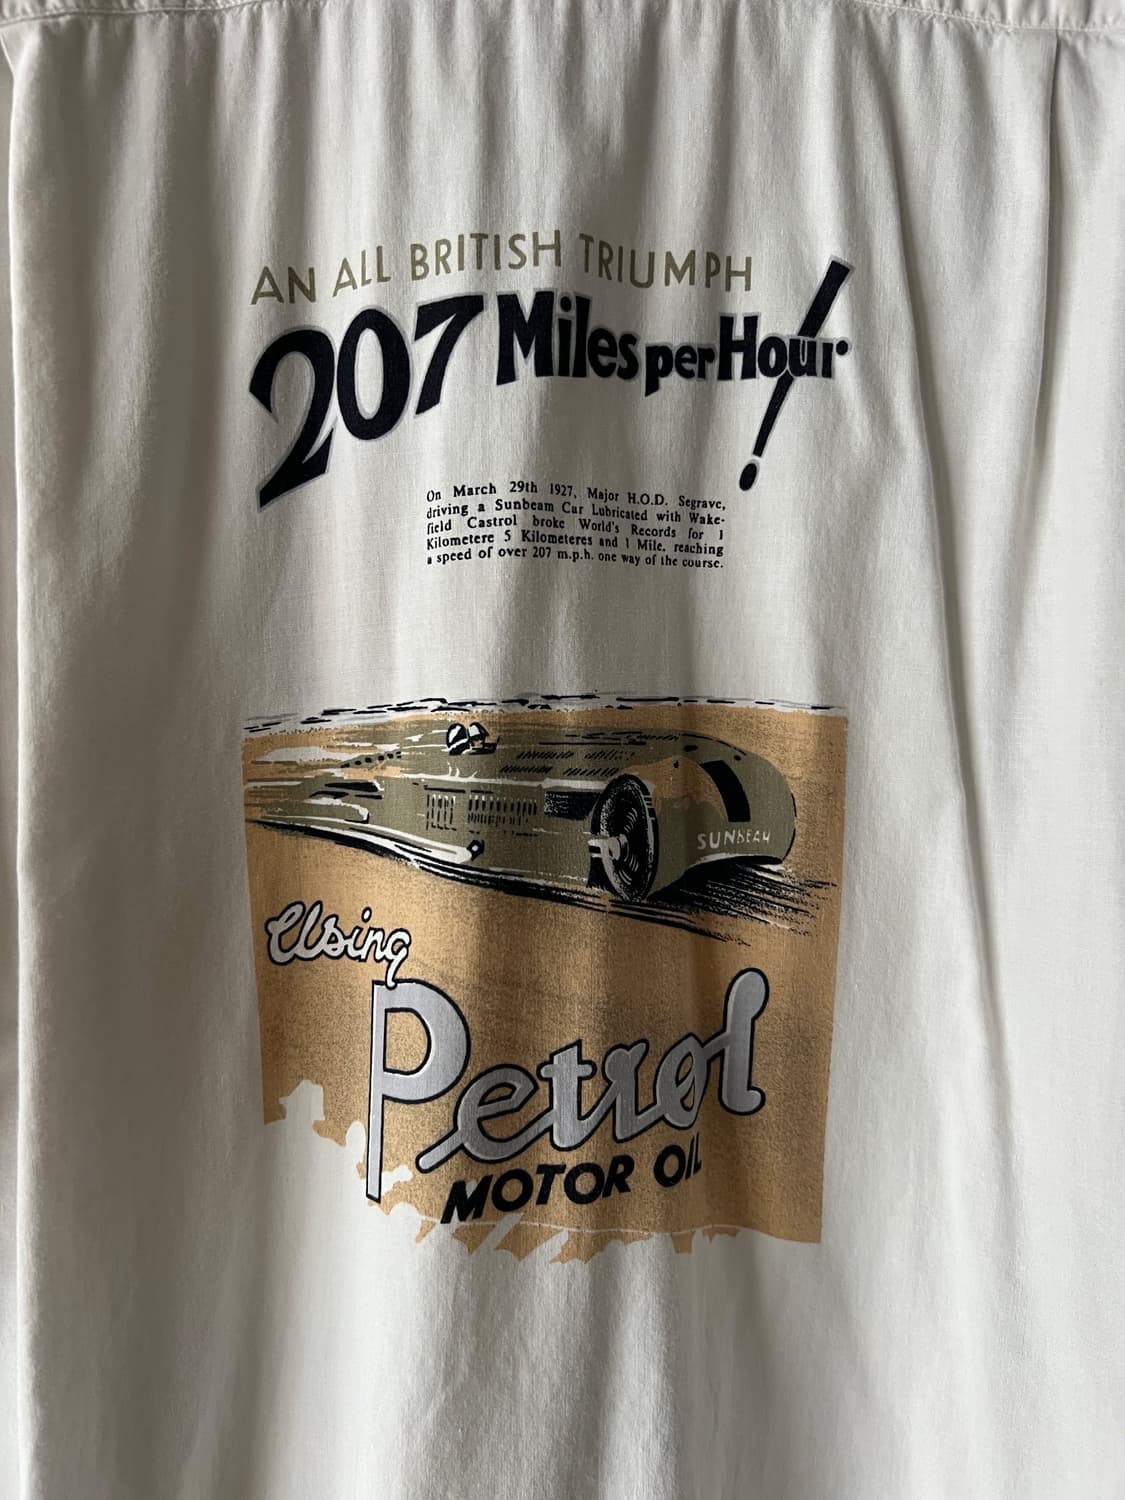 AN ALL BRITISH TRIUMPH
207 Miles per Hour!
On March 29th 1927, Major H.O.D. Segrave,
driving a Sunbeam Car Lubricated with Wake-
field Castrol broke World's Records for 1
Kilometere 5 Kilometeres and 1 Mile, reaching
a speed of over 207 m.p.h. one way of the course.
SUNBEAM
Using
Petrol
MOTOR OIL